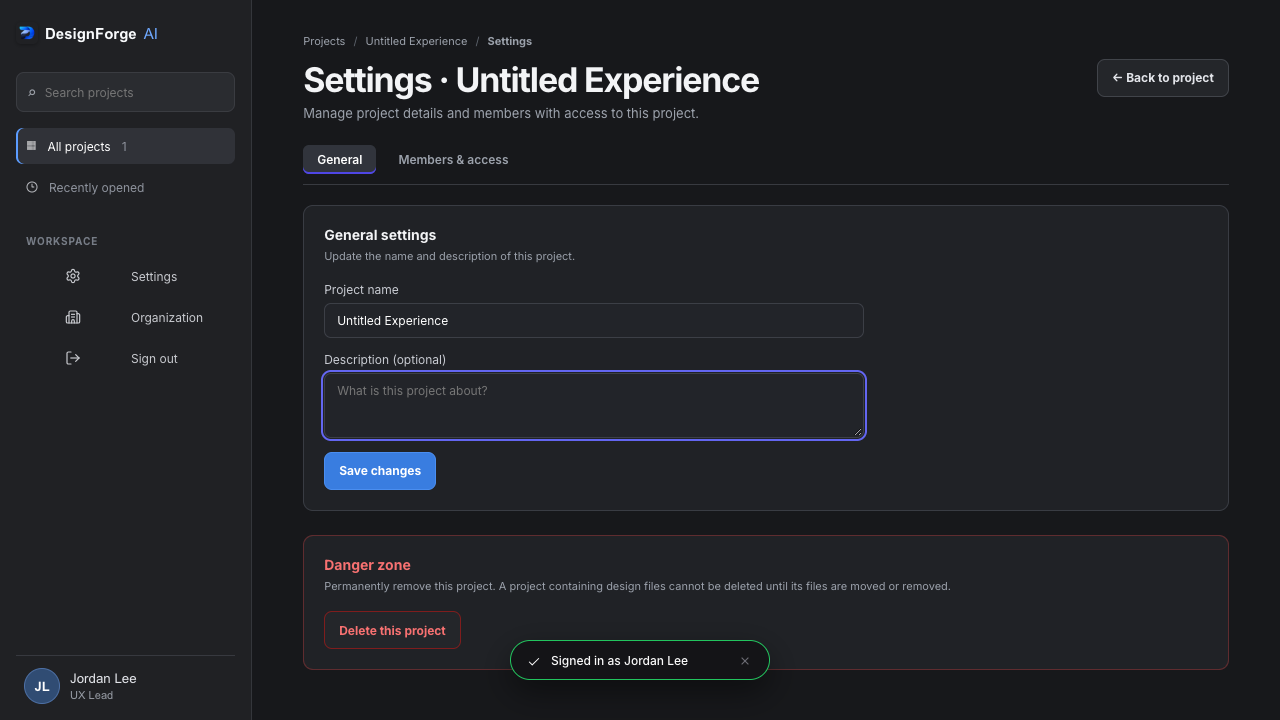 DesignForge AI
Search projects
All projects 1
Recently opened
WORKSPACE
Settings
Organization
Sign out
JL
Jordan Lee
UX Lead
Projects / Untitled Experience / Settings
Settings · Untitled Experience
← Back to project
Manage project details and members with access to this project.
General
Members & access
General settings
Update the name and description of this project.
Project name
Untitled Experience
Description (optional)
What is this project about?
Save changes
Danger zone
Permanently remove this project. A project containing design files cannot be deleted until its files are moved or removed.
Delete this project
Signed in as Jordan Lee